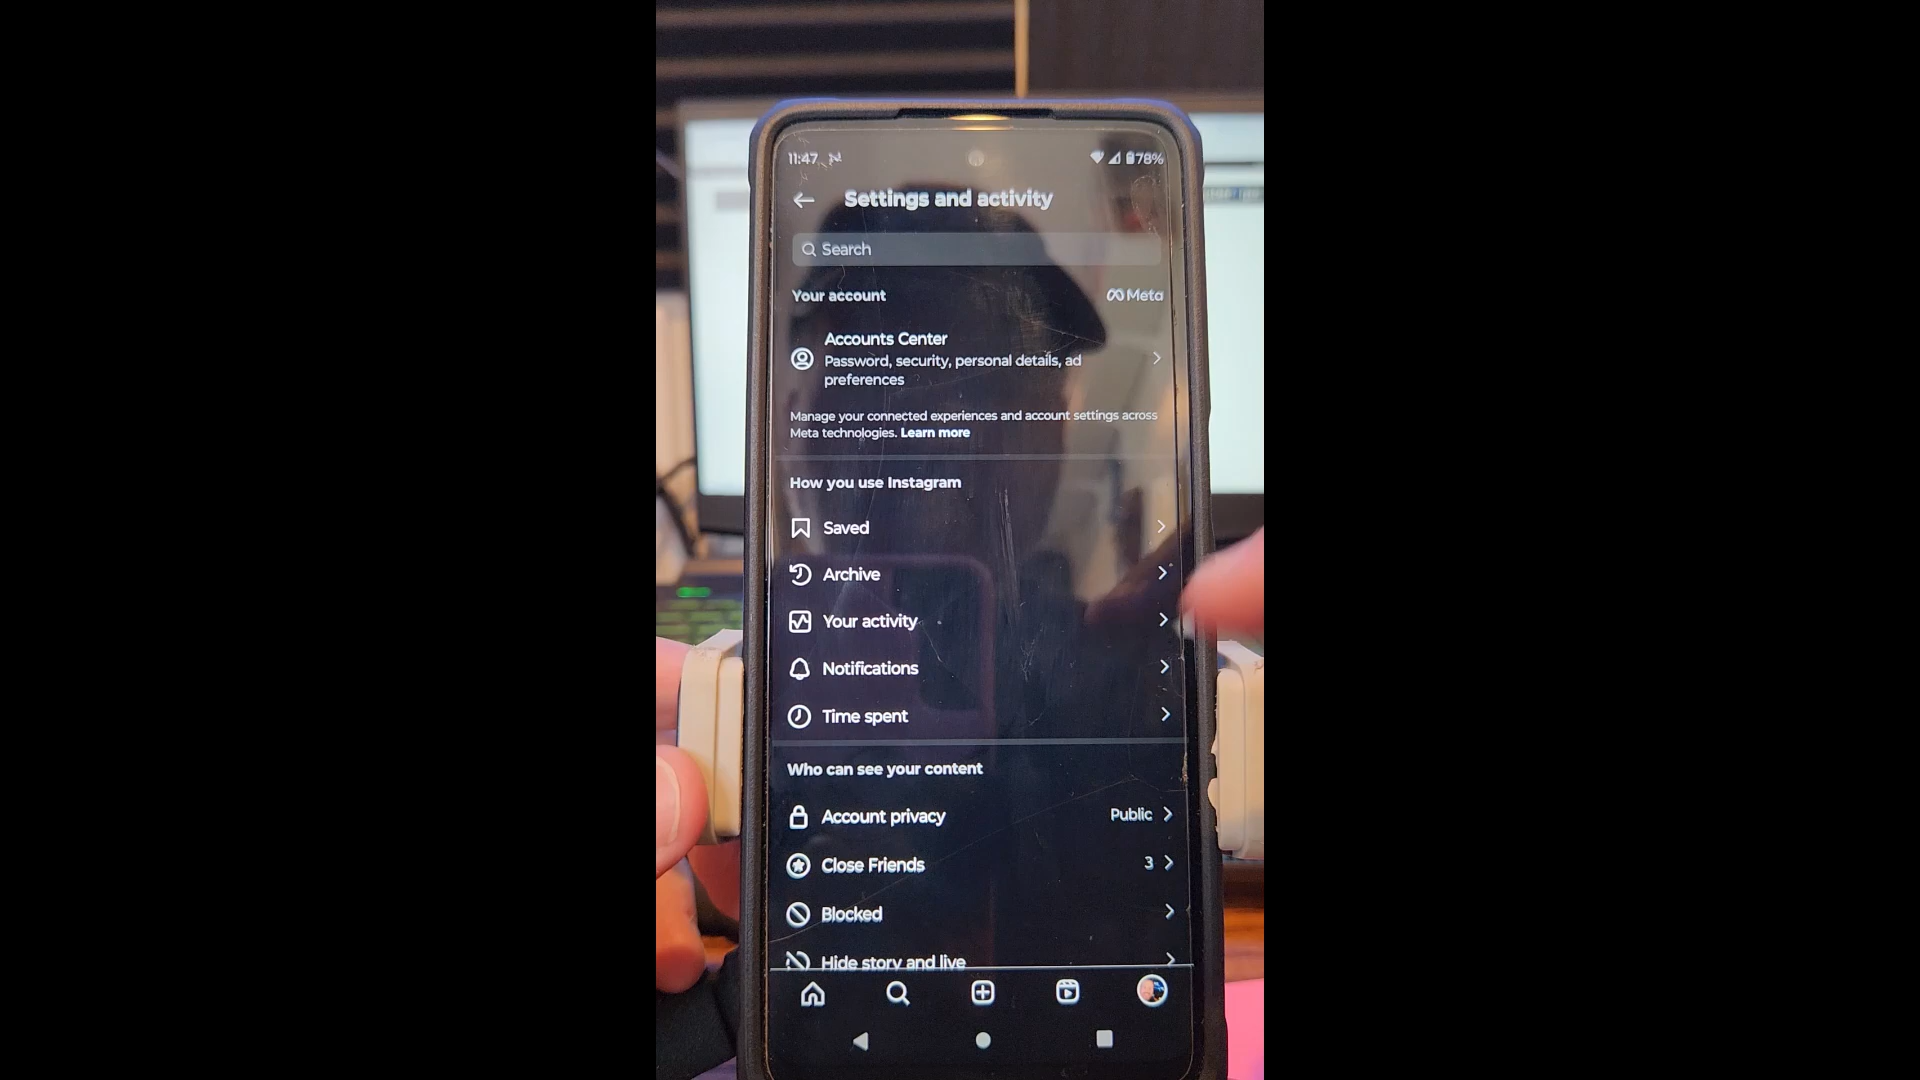 11:47 78%
Settings and activity
Search
Your account Meta
Accounts Center
Password, security, personal details, ad
preferences
Manage your connected experiences and account settings across
Meta technologies. Learn more
How you use Instagram
Saved
Archive
Your activity
Notifications
Time spent
Who can see your content
Account privacy Public
Close Friends 3
Blocked
Hide story and live